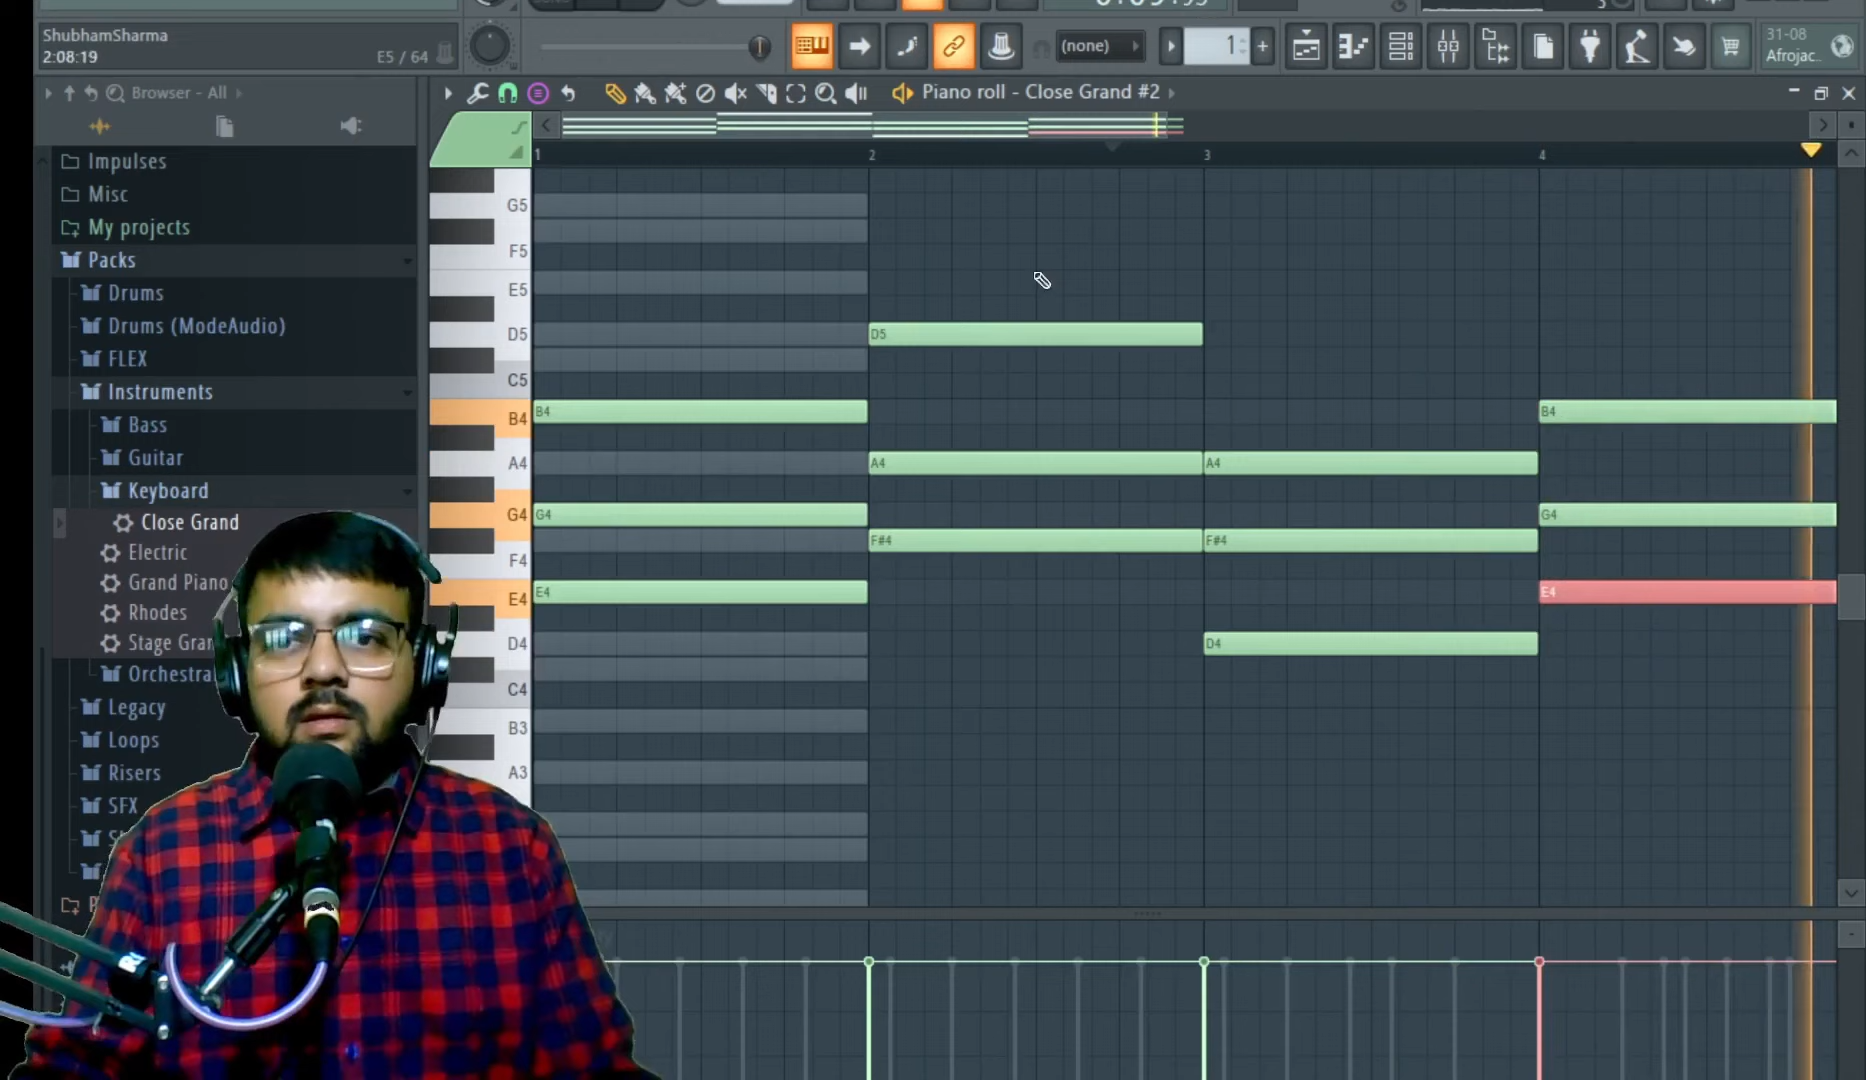 ShubhamSharma
2:08:19
E5 / 64
(none)
1
31-08
Afrojac..
Browser - All
Piano roll - Close Grand #2
1
2
3
4
Impulses
Misc
My projects
Packs
Drums
Drums (ModeAudio)
FLEX
Instruments
Bass
Guitar
Keyboard
Close Grand
Electric
Grand Piano
Rhodes
Stage Gran
Orchestra
Legacy
Loops
Risers
SFX
G5
F5
E5
D5
C5
B4
A4
G4
F4
E4
D4
C4
B3
A3
D5
B4
B4
A4
A4
G4
G4
F#4
F#4
E4
E4
D4